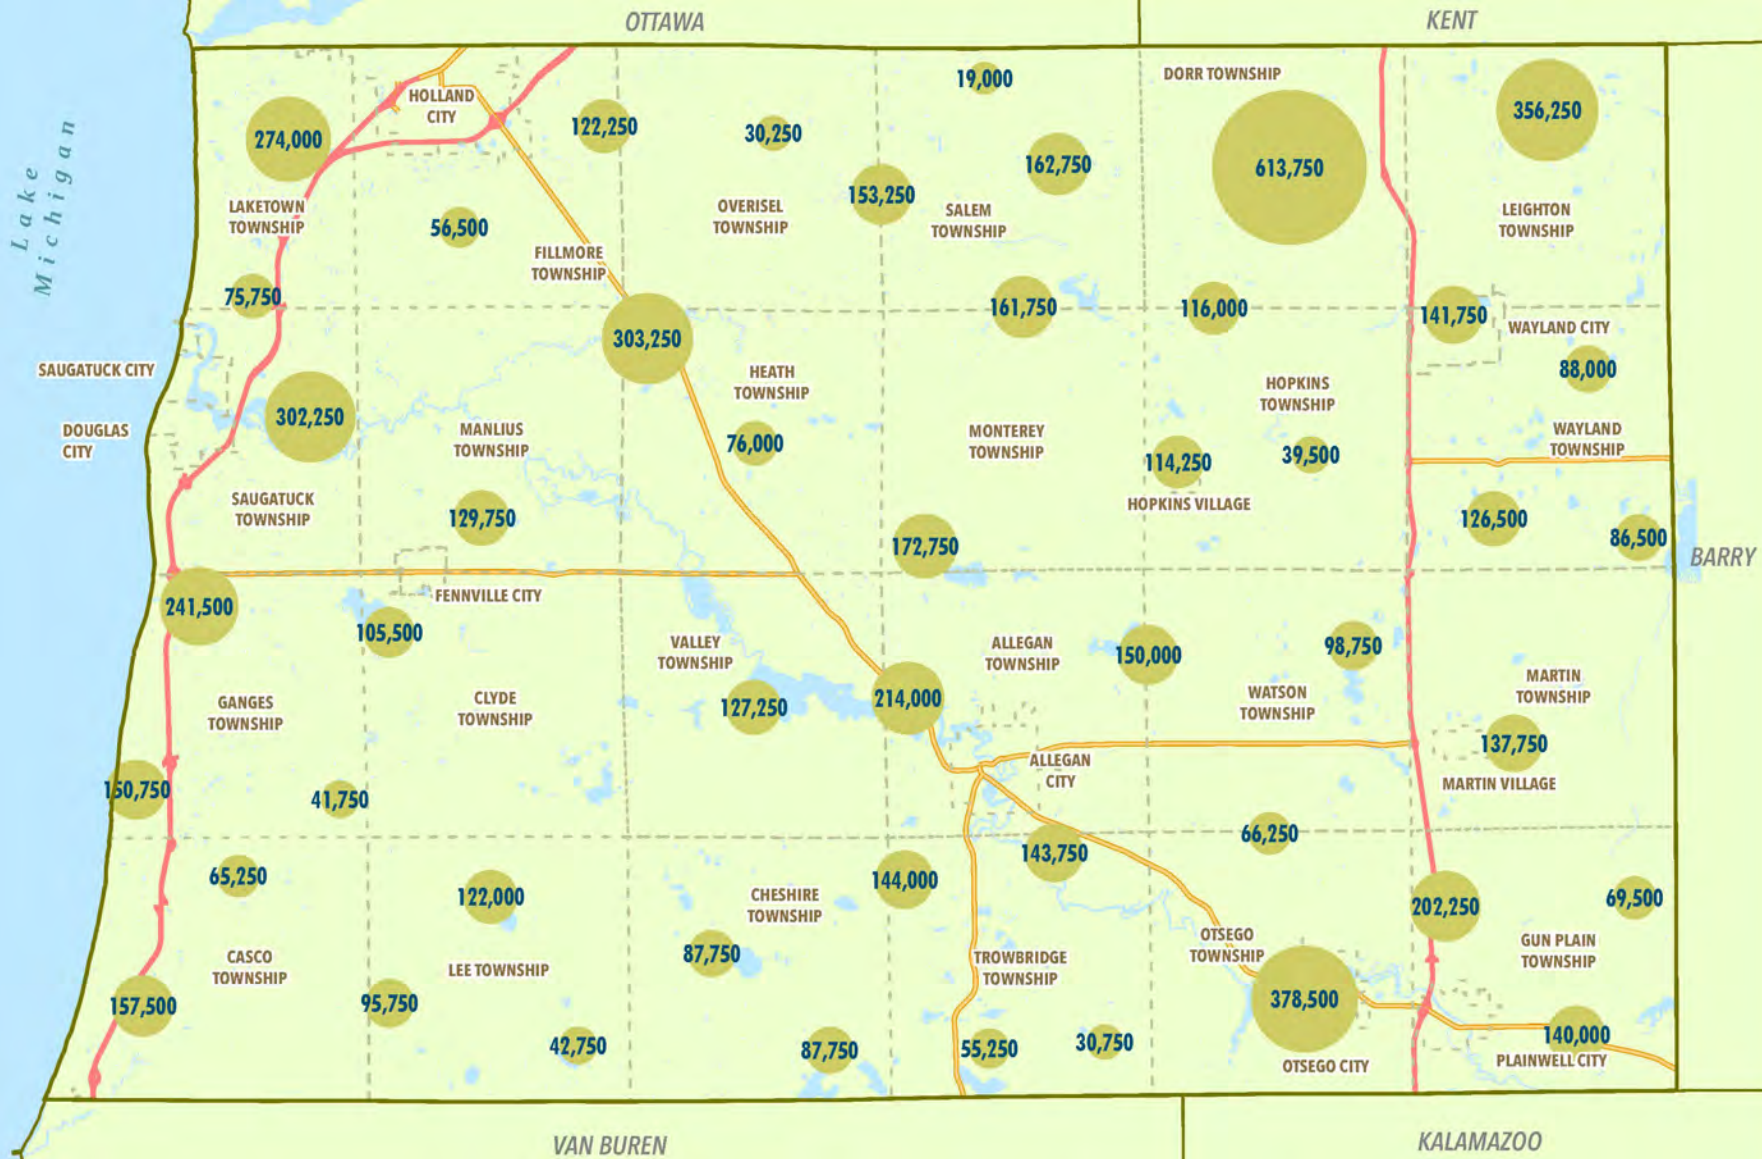 OTTAWA
KENT
19,000
DORR TOWNSHIP
HOLLAND
CITY
356,250
274,000
122,250
30,250
162,750
613,750
153,250
Lake
Michigan
LAKETOWN
TOWNSHIP
56,500
OVERISEL
TOWNSHIP
SALEM
TOWNSHIP
LEIGHTON
TOWNSHIP
FILLMORE
TOWNSHIP
75,750
161,750
116,000
141,750
WAYLAND CITY
303,250
SAUGATUCK CITY
88,000
HEATH
TOWNSHIP
HOPKINS
TOWNSHIP
302,250
DOUGLAS
CITY
MANLIUS
TOWNSHIP
76,000
MONTEREY
TOWNSHIP
114,250
39,500
WAYLAND
TOWNSHIP
SAUGATUCK
TOWNSHIP
129,750
HOPKINS VILLAGE
126,500
86,500
172,750
BARRY
241,500
FENNVILLE CITY
105,500
VALLEY
TOWNSHIP
ALLEGAN
TOWNSHIP
150,000
98,750
GANGES
TOWNSHIP
CLYDE
TOWNSHIP
127,250
214,000
WATSON
TOWNSHIP
MARTIN
TOWNSHIP
137,750
ALLEGAN
CITY
MARTIN VILLAGE
150,750
41,750
66,250
65,250
122,000
CHESHIRE
TOWNSHIP
144,000
143,750
202,250
69,500
CASCO
TOWNSHIP
LEE TOWNSHIP
87,750
TROWBRIDGE
TOWNSHIP
OTSEGO
TOWNSHIP
GUN PLAIN
TOWNSHIP
157,500
95,750
378,500
42,750
87,750
55,250
30,750
140,000
OTSEGO CITY
PLAINWELL CITY
VAN BUREN
KALAMAZOO